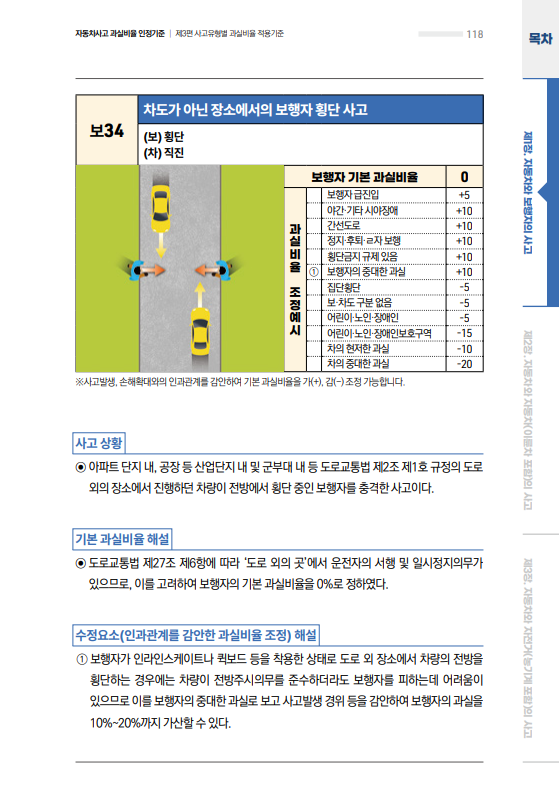 자동차사고 과실비율 인정기준 | 제3편 사고유형별 과실비율 적용기준
118
목차
보34
차도가 아닌 장소에서의 보행자 횡단 사고
(보) 횡단
(차) 직진
보행자 기본 과실비율 0
과실비율 조정예시
보행자 급진입 +5
야간·기타 시야장애 +10
간선도로 +10
정지·후퇴·ㄹ자 보행 +10
횡단금지 규제 있음 +10
① 보행자의 중대한 과실 +10
집단횡단 -5
보·차도 구분 없음 -5
어린이·노인·장애인 -5
어린이·노인·장애인보호구역 -15
차의 현저한 과실 -10
차의 중대한 과실 -20
※사고발생, 손해확대와의 인과관계를 감안하여 기본 과실비율을 가(+), 감(-) 조정 가능합니다.
사고 상황
◉ 아파트 단지 내, 공장 등 산업단지 내 및 군부대 내 등 도로교통법 제2조 제1호 규정의 도로
외의 장소에서 진행하던 차량이 전방에서 횡단 중인 보행자를 충격한 사고이다.
기본 과실비율 해설
◉ 도로교통법 제27조 제6항에 따라 ‘도로 외의 곳’에서 운전자의 서행 및 일시정지의무가
있으므로, 이를 고려하여 보행자의 기본 과실비율을 0%로 정하였다.
수정요소(인과관계를 감안한 과실비율 조정) 해설
① 보행자가 인라인스케이트나 퀵보드 등을 착용한 상태로 도로 외 장소에서 차량의 전방을
횡단하는 경우에는 차량이 전방주시의무를 준수하더라도 보행자를 피하는데 어려움이
있으므로 이를 보행자의 중대한 과실로 보고 사고발생 경위 등을 감안하여 보행자의 과실을
10%~20%까지 가산할 수 있다.
제1장. 자동차와 보행자의 사고
제2장. 자동차와 자동차(이륜차 포함)의 사고
제3장. 자동차와 자전거(농기계 포함)의 사고